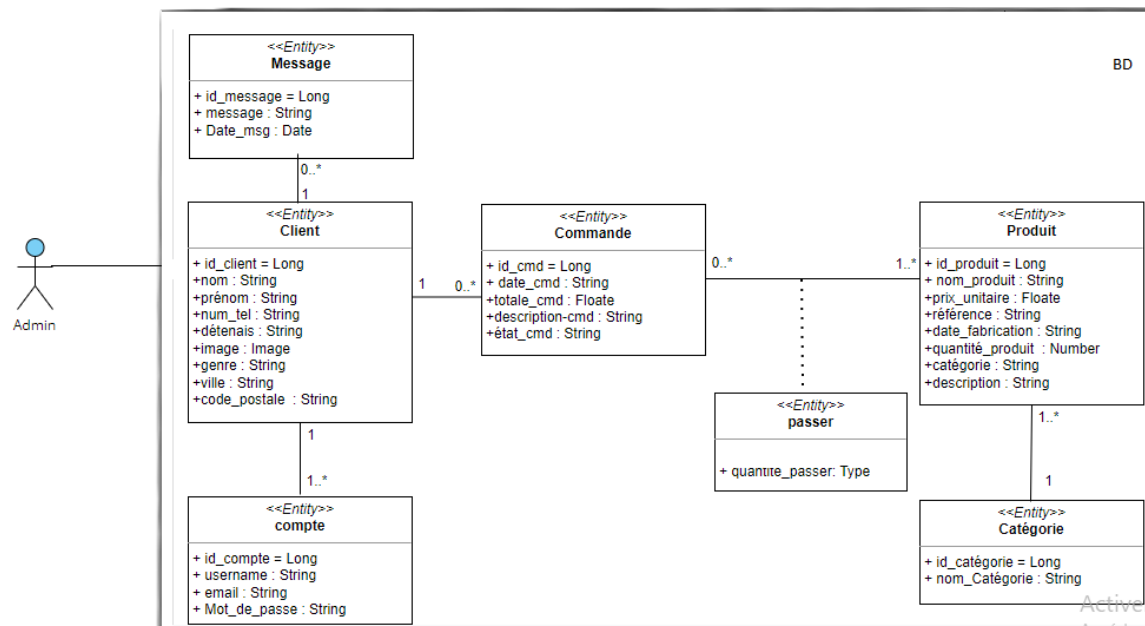 <<Entity>>
Message
+ id_message = Long
+ message : String
+ Date_msg : Date
BD
0..*
1
<<Entity>>
Client
+ id_client = Long
+nom : String
+prénom : String
+num_tel : String
+détenais : String
+image : Image
+genre : String
+ville : String
+code_postale : String
1
0..*
<<Entity>>
Commande
+ id_cmd = Long
+ date_cmd : String
+totale_cmd : Floate
+description-cmd : String
+état_cmd : String
0..*
1..*
<<Entity>>
Produit
+ id_produit = Long
+ nom_produit : String
+prix_unitaire : Floate
+référence : String
+date_fabrication : String
+quantité_produit : Number
+catégorie : String
+description : String
Admin
<<Entity>>
passer
+ quantite_passer: Type
1
1..*
1..*
1
<<Entity>>
compte
+ id_compte = Long
+ username : String
+ email : String
+ Mot_de_passe : String
<<Entity>>
Catégorie
+ id_catégorie = Long
+ nom_Catégorie : String
Active